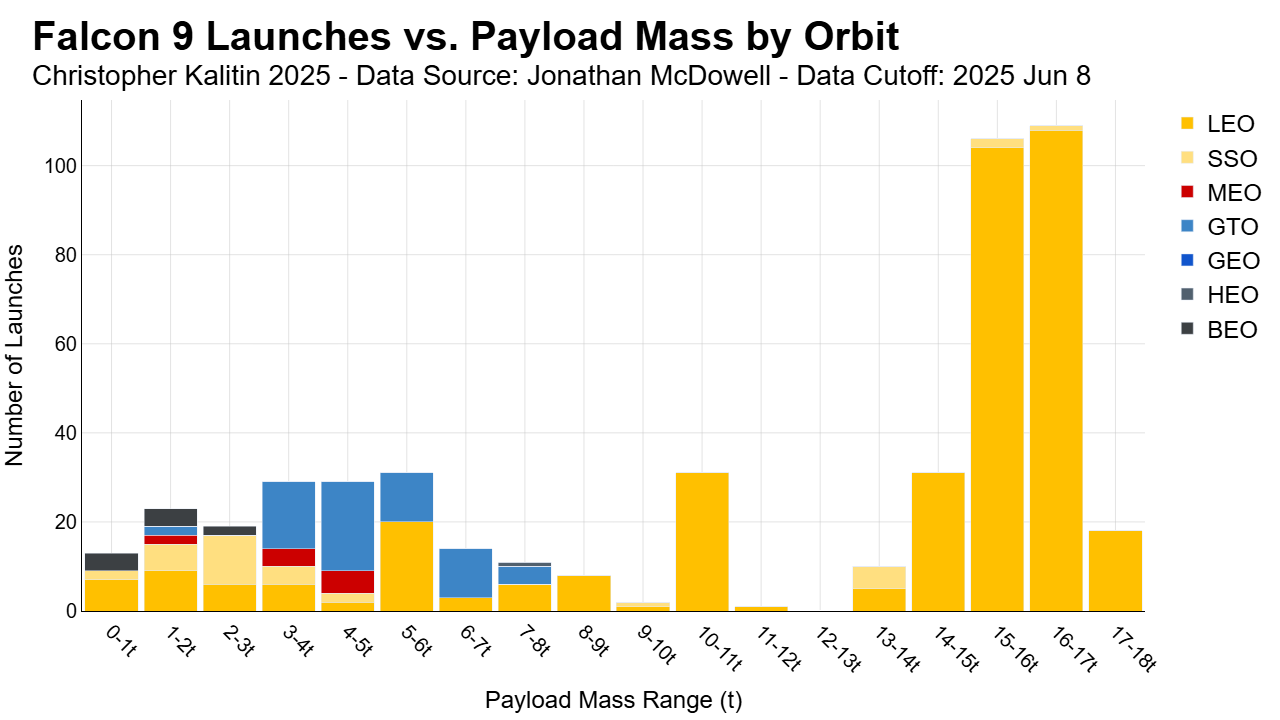 Falcon 9 Launches vs. Payload Mass by Orbit
Christopher Kalitin 2025 - Data Source: Jonathan McDowell - Data Cutoff: 2025 Jun 8
LEO
SSO
MEO
GTO
GEO
HEO
BEO
Number of Launches
100
80
60
40
20
0
0-1t
1-2t
2-3t
3-4t
4-5t
5-6t
6-7t
7-8t
8-9t
9-10t
10-11t
11-12t
12-13t
13-14t
14-15t
15-16t
16-17t
17-18t
Payload Mass Range (t)